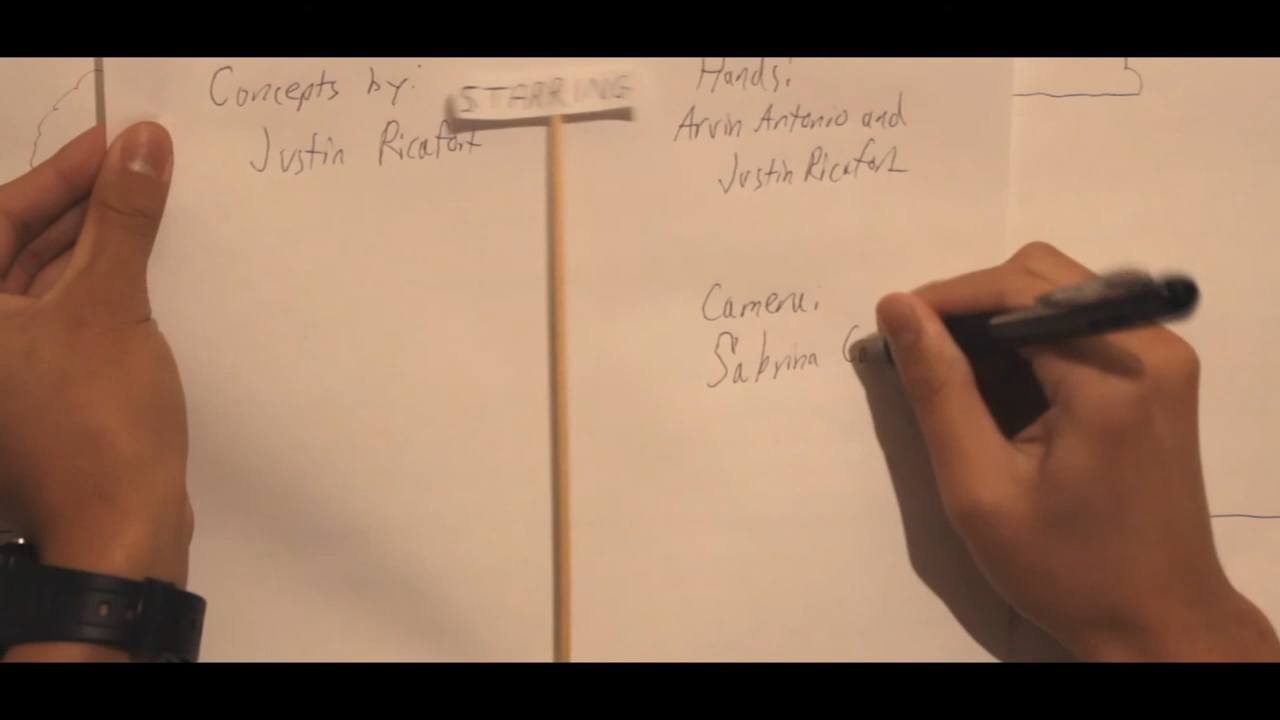 Concepts by:
Justin Ricafort
STARRING
Hands:
Arvin Antonio and
Justin Ricafort
Camera:
Sabrina